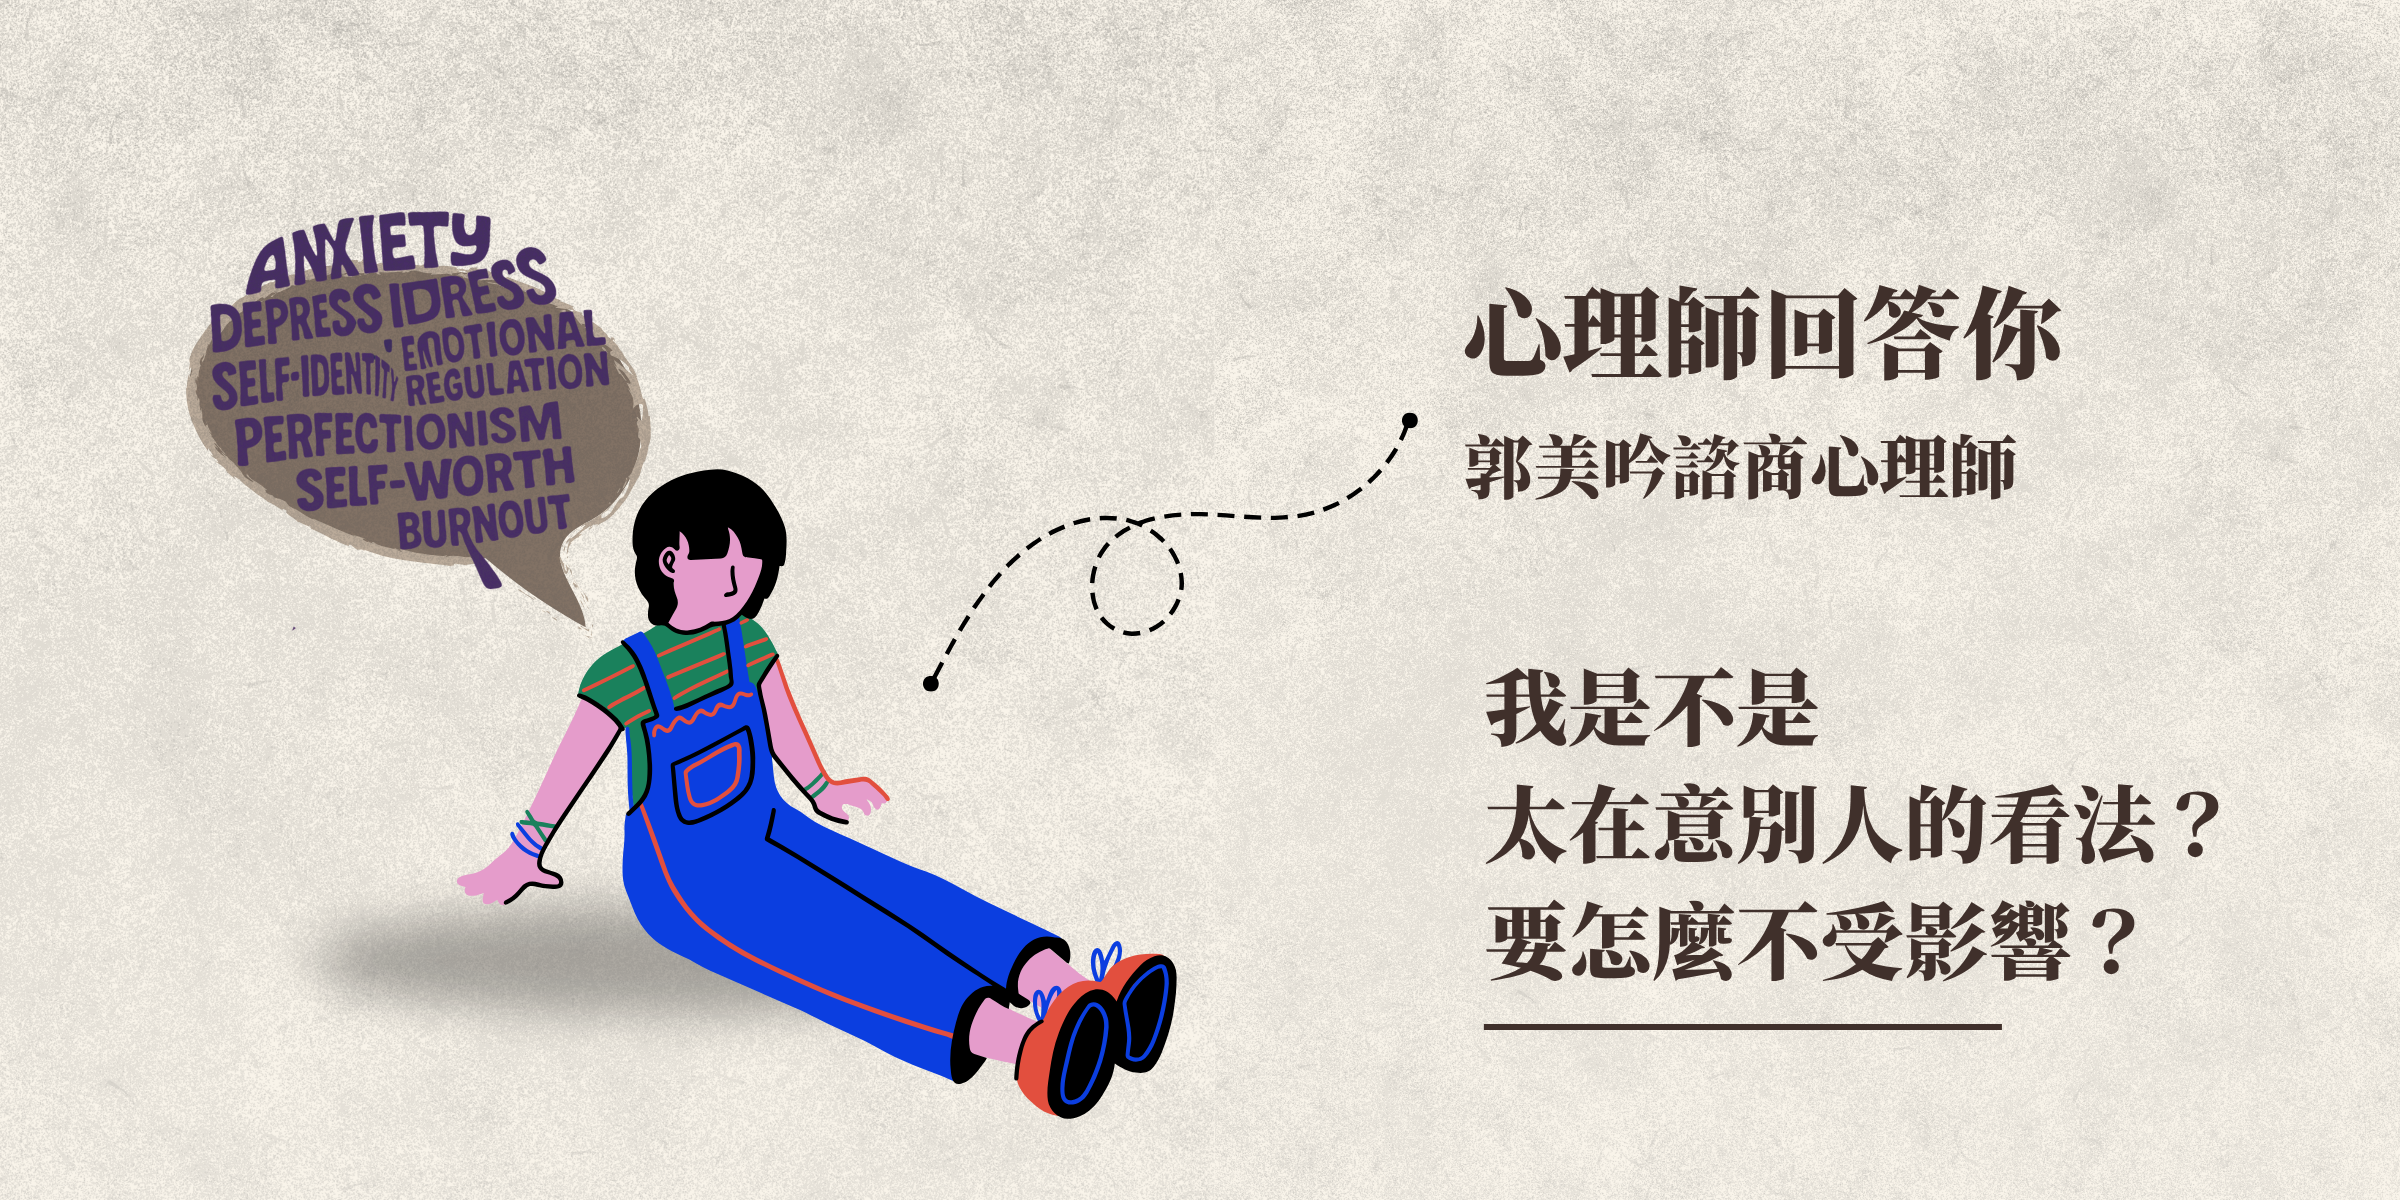 ANXIETY
DEPRESS IDRESS
SELF-IDENTITY' EMOTIONAL
REGULATION
PERFECTIONISM
SELF-WORTH
BURNOUT
心理師回答你
郭美吟諮商心理師
我是不是
太在意別人的看法？
要怎麼不受影響？